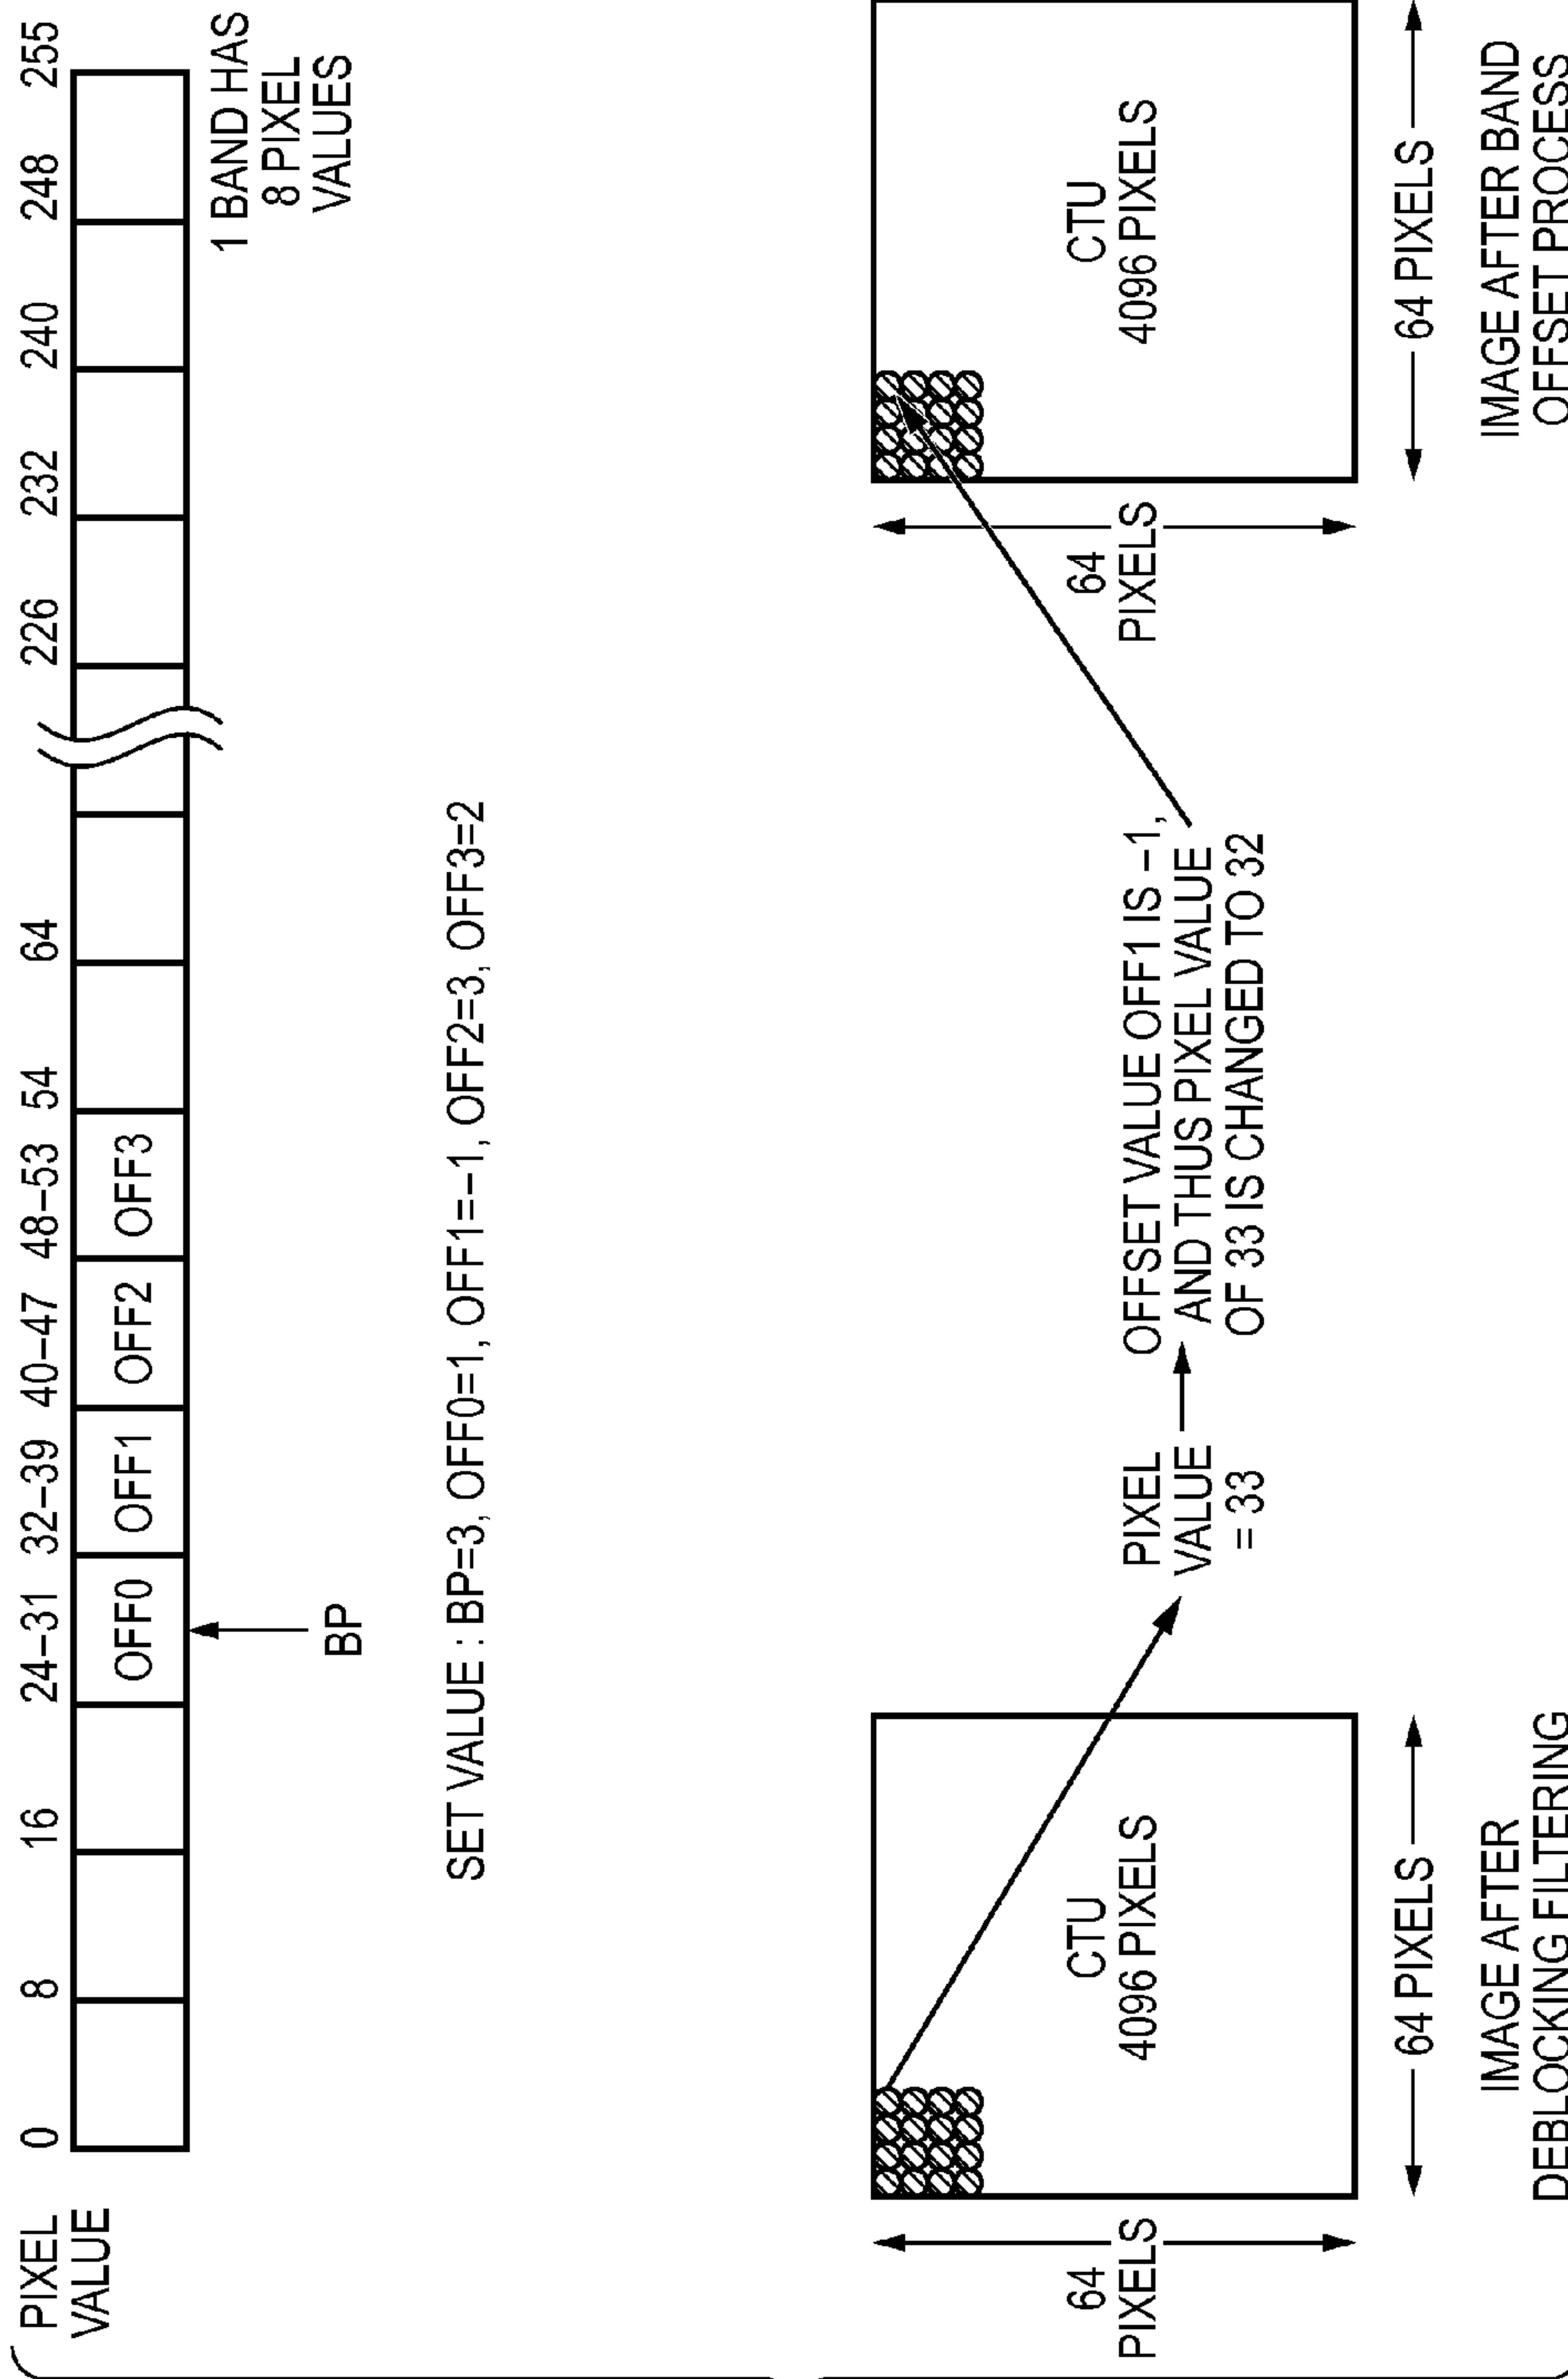 PIXEL
VALUE
0 8 16 24–31 32–39 40–47 48–53 54 64 226 232 240 248 255
OFF0 OFF1 OFF2 OFF3
BP
1 BAND HAS
8 PIXEL
VALUES
SET VALUE : BP=3, OFF0=1, OFF1=–1, OFF2=3, OFF3=2
64
PIXELS
CTU
4096 PIXELS
64 PIXELS
IMAGE AFTER
DEBLOCKING FILTERING
PIXEL
VALUE
= 33
OFFSET VALUE OFF1 IS –1,
AND THUS PIXEL VALUE
OF 33 IS CHANGED TO 32
64
PIXELS
CTU
4096 PIXELS
64 PIXELS
IMAGE AFTER BAND
OFFSET PROCESS